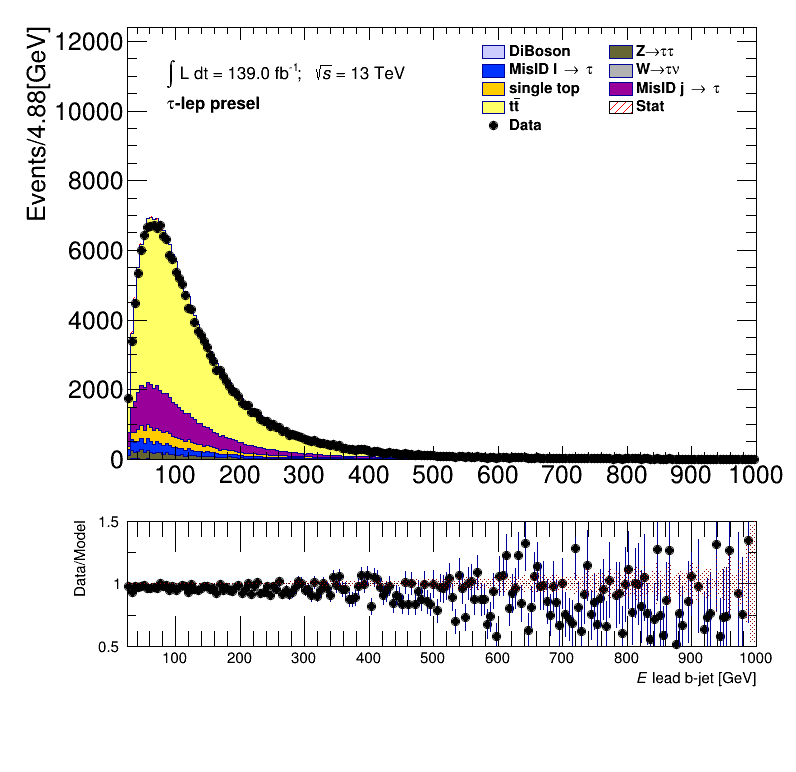 Events/4.88[GeV]
12000
10000
8000
6000
4000
2000
0
∫ L dt = 139.0 fb⁻¹; √s = 13 TeV
τ-lep presel
DiBoson
MisID l → τ
single top
tt̄
Data
Z→ττ
W→τν
MisID j → τ
Stat
100 200 300 400 500 600 700 800 900 1000
Data/Model
1.5
1
0.5
100 200 300 400 500 600 700 800 900 1000
E lead b-jet [GeV]